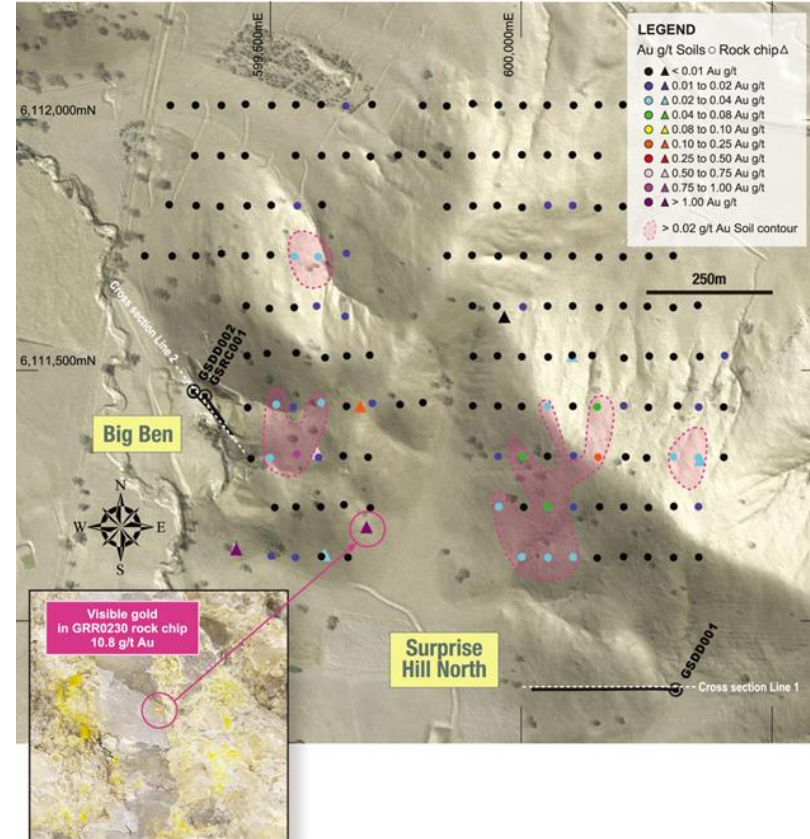 599,500mE
600,000mE
LEGEND
Au g/t Soils ○ Rock chip △
< 0.01 Au g/t
0.01 to 0.02 Au g/t
0.02 to 0.04 Au g/t
0.04 to 0.08 Au g/t
0.08 to 0.10 Au g/t
0.10 to 0.25 Au g/t
0.25 to 0.50 Au g/t
0.50 to 0.75 Au g/t
0.75 to 1.00 Au g/t
> 1.00 Au g/t
> 0.02 g/t Au Soil contour
6,112,000mN
250m
Cross section Line 2
6,111,500mN
GSDD002
GSRC001
Big Ben
N
W E
S
Visible gold
in GRR0230 rock chip
10.8 g/t Au
Surprise
Hill North
GSDD001
Cross section Line 1